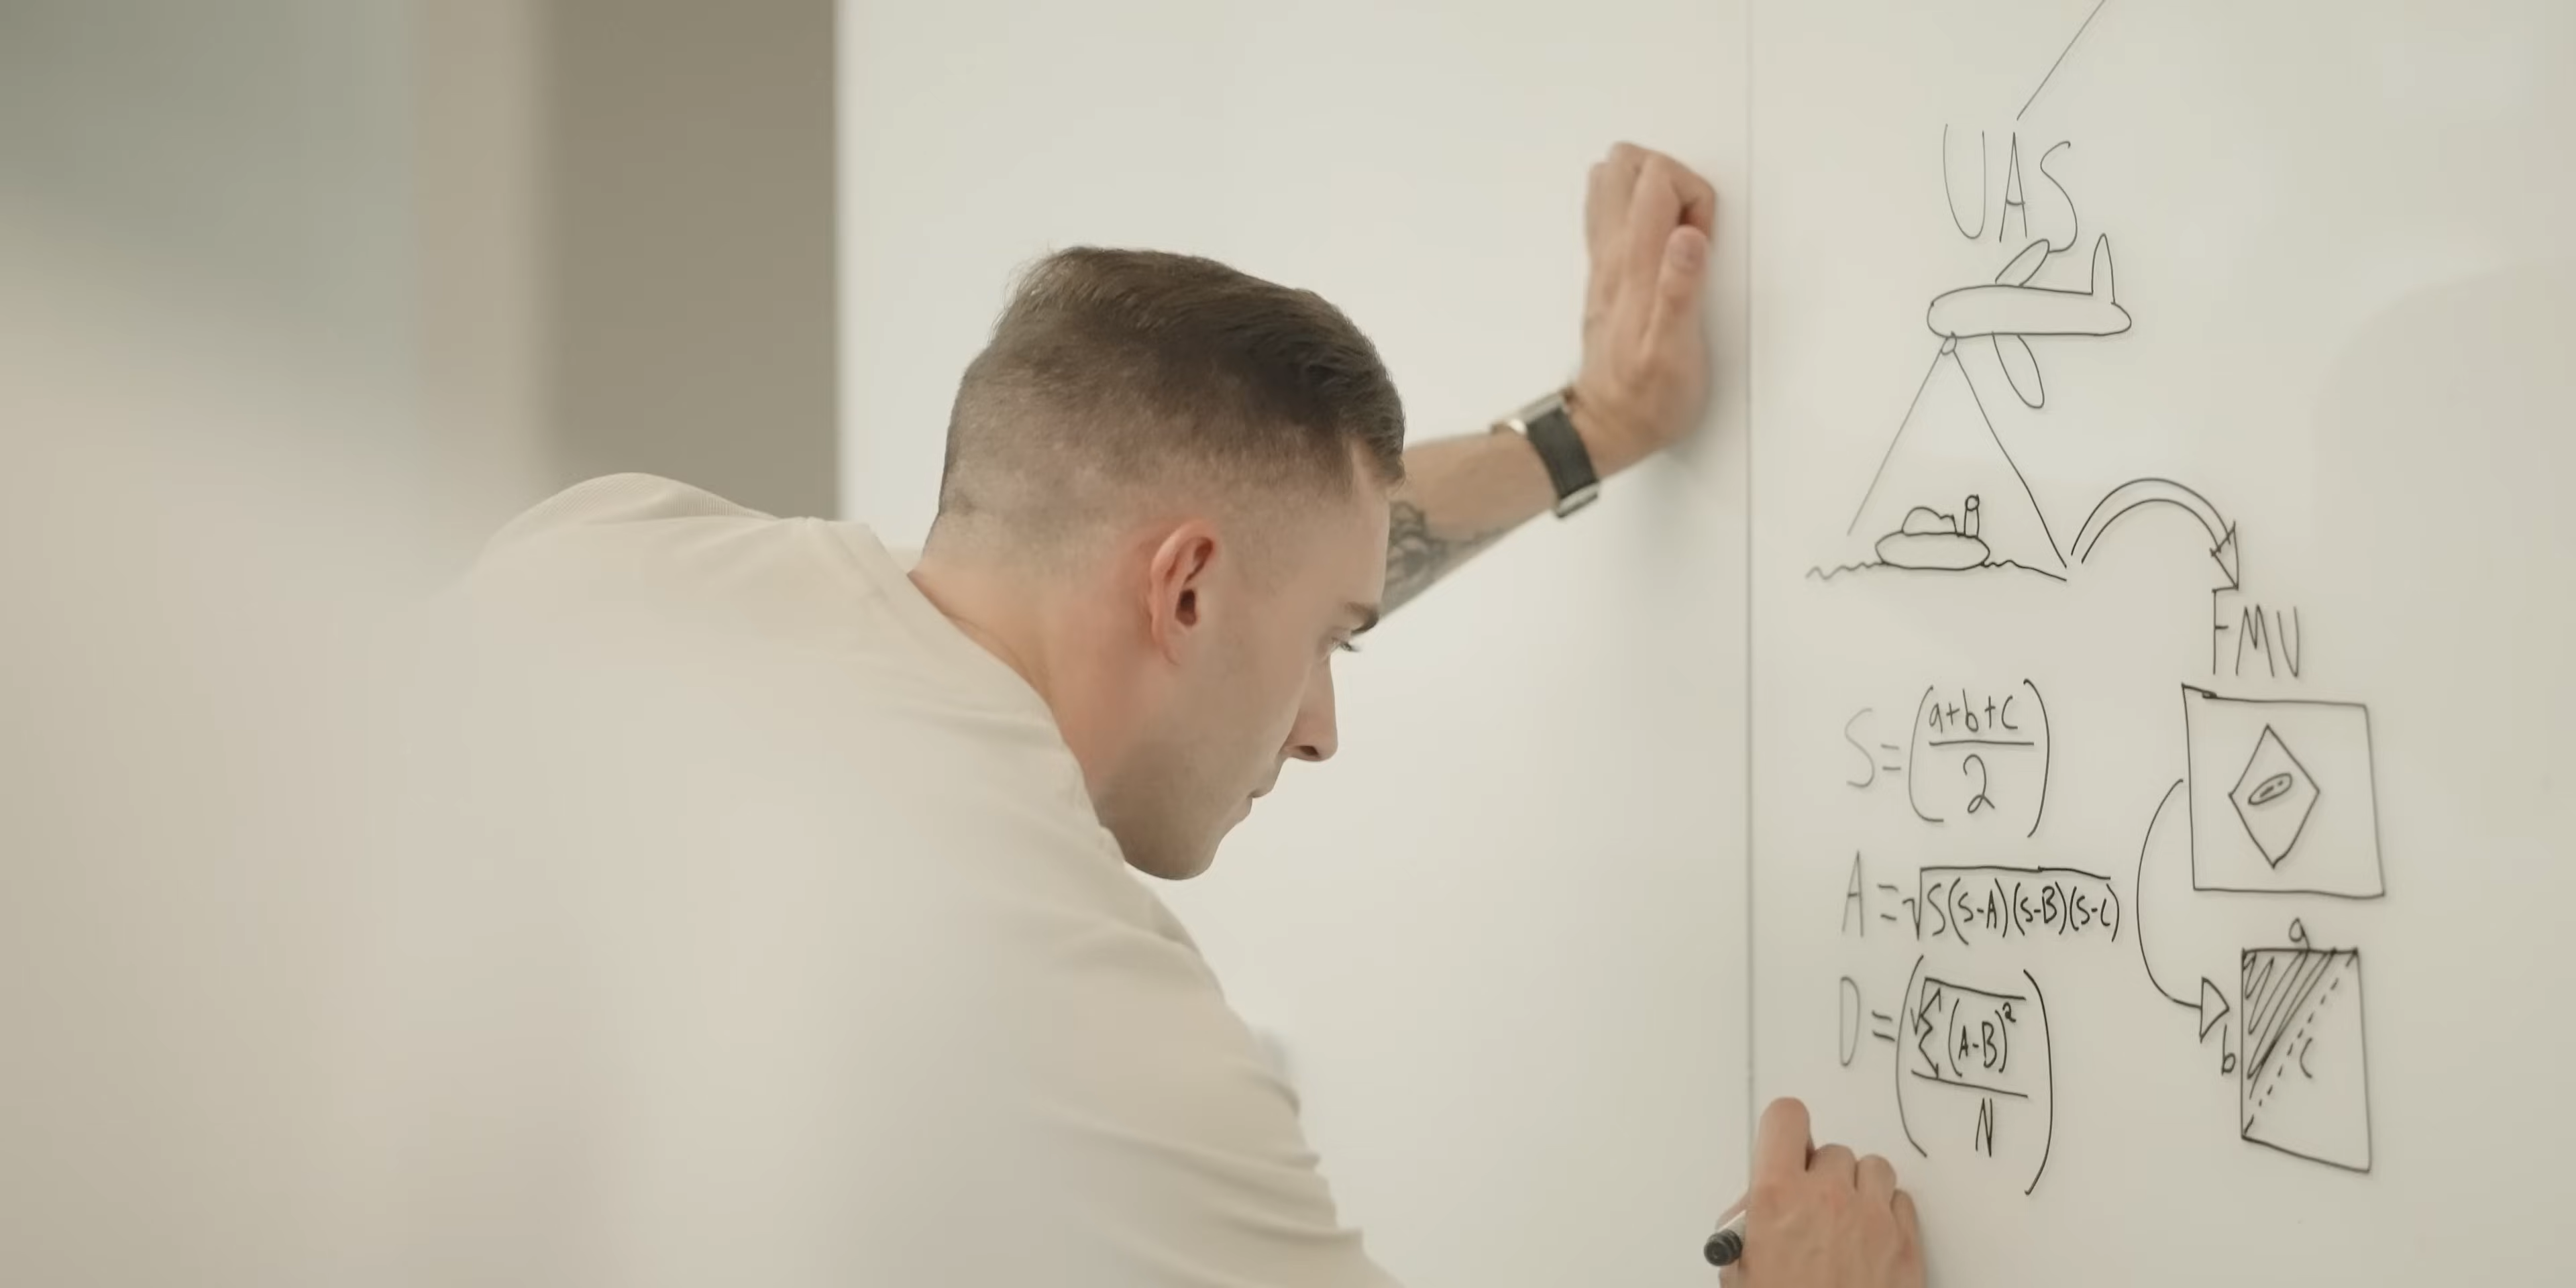 UAS
FMV
S=(a+b+c/2)
A=√S(S-A)(S-B)(S-C)
a
b
c
D=(√Σ(A-B)²/N)